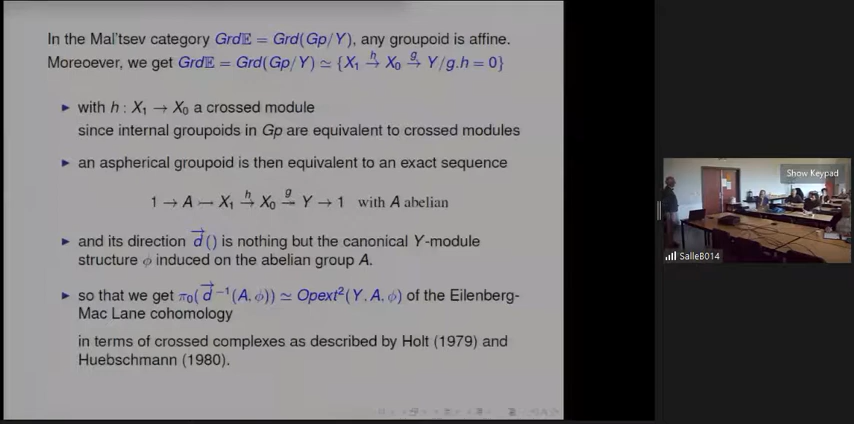 In the Mal'tsev category Grd𝔼 = Grd(Gp/Y), any groupoid is affine.
Moreoever, we get Grd𝔼 = Grd(Gp/Y) ≃ {X₁ →ʰ X₀ →ᵍ Y/g.h = 0}
▶ with h : X₁ → X₀ a crossed module
since internal groupoids in Gp are equivalent to crossed modules
▶ an aspherical groupoid is then equivalent to an exact sequence
1 → A ↣ X₁ →ʰ X₀ ↠ᵍ Y → 1 with A abelian
▶ and its direction d⃗() is nothing but the canonical Y-module
structure ϕ induced on the abelian group A.
▶ so that we get π₀(d⃗⁻¹(A, ϕ)) ≃ Opext²(Y, A, ϕ) of the Eilenberg-
Mac Lane cohomology
in terms of crossed complexes as described by Holt (1979) and
Huebschmann (1980).
Show Keypad
SalleB014